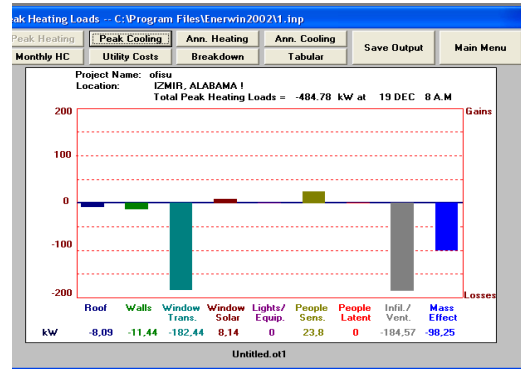 eak Heating Loads -- C:\Program Files\Enerwin2002\1.inp
Peak Heating Peak Cooling Ann. Heating Ann. Cooling Save Output Main Menu
Monthly HC Utility Costs Breakdown Tabular
Project Name: ofisu
Location: IZMIR, ALABAMA !
Total Peak Heating Loads = -484.78 kW at 19 DEC 8 A.M
200 Gains
100
0
-100
-200 Losses
Roof Walls Window Window Lights/ People People Infil./ Mass
Trans. Solar Equip. Sens. Latent Vent. Effect
kW -8,09 -11,44 -182,44 8,14 0 23,8 0 -184,57 -98,25
Untitled.ot1